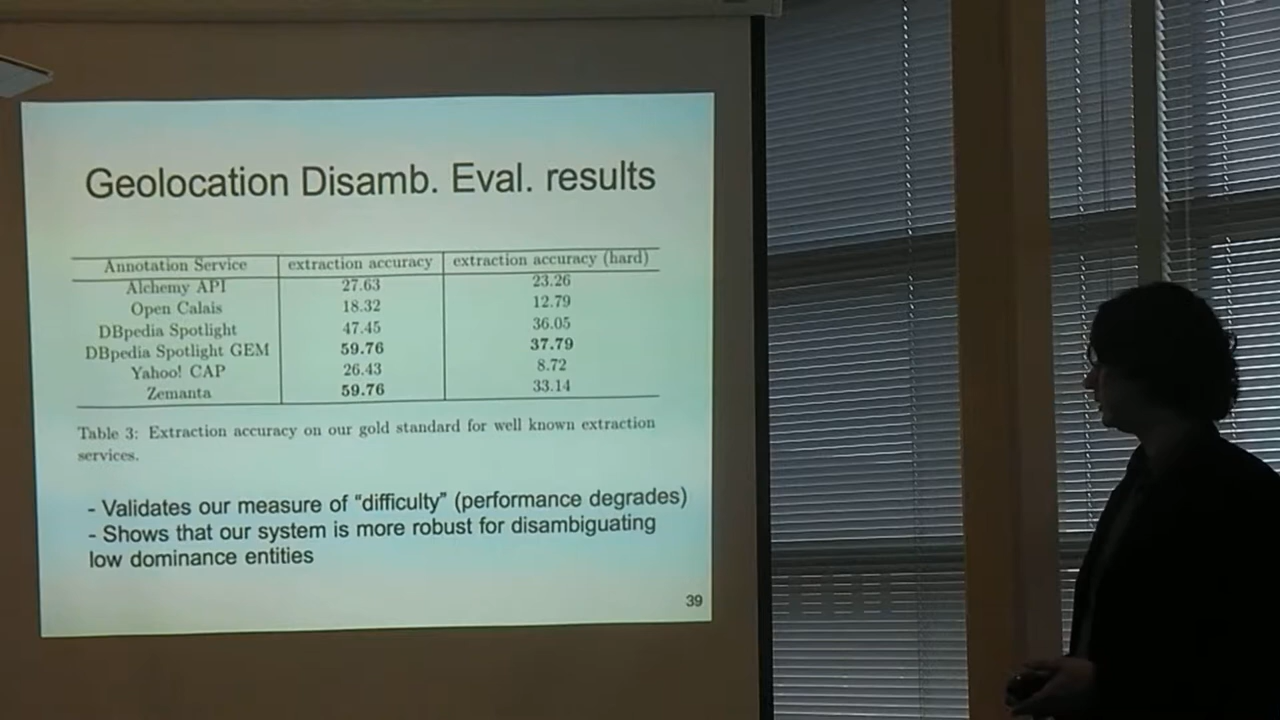 Geolocation Disamb. Eval. results
Annotation Service extraction accuracy extraction accuracy (hard)
Alchemy API 27.63 23.26
Open Calais 18.32 12.79
DBpedia Spotlight 47.45 36.05
DBpedia Spotlight GEM 59.76 37.79
Yahoo! CAP 26.43 8.72
Zemanta 59.76 33.14
Table 3: Extraction accuracy on our gold standard for well known extraction
services.
- Validates our measure of “difficulty” (performance degrades)
- Shows that our system is more robust for disambiguating
low dominance entities
39